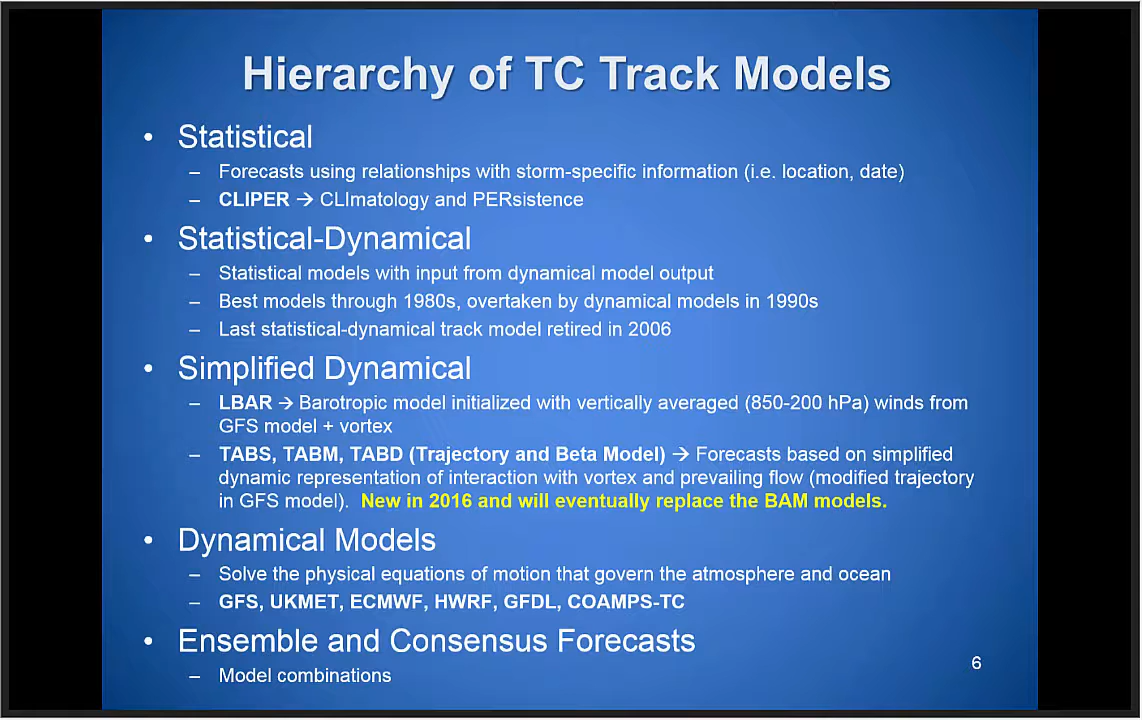 Hierarchy of TC Track Models
• Statistical
– Forecasts using relationships with storm-specific information (i.e. location, date)
– CLIPER → CLImatology and PERsistence
• Statistical-Dynamical
– Statistical models with input from dynamical model output
– Best models through 1980s, overtaken by dynamical models in 1990s
– Last statistical-dynamical track model retired in 2006
• Simplified Dynamical
– LBAR → Barotropic model initialized with vertically averaged (850-200 hPa) winds from
GFS model + vortex
– TABS, TABM, TABD (Trajectory and Beta Model) → Forecasts based on simplified
dynamic representation of interaction with vortex and prevailing flow (modified trajectory
in GFS model). New in 2016 and will eventually replace the BAM models.
• Dynamical Models
– Solve the physical equations of motion that govern the atmosphere and ocean
– GFS, UKMET, ECMWF, HWRF, GFDL, COAMPS-TC
• Ensemble and Consensus Forecasts
– Model combinations
6